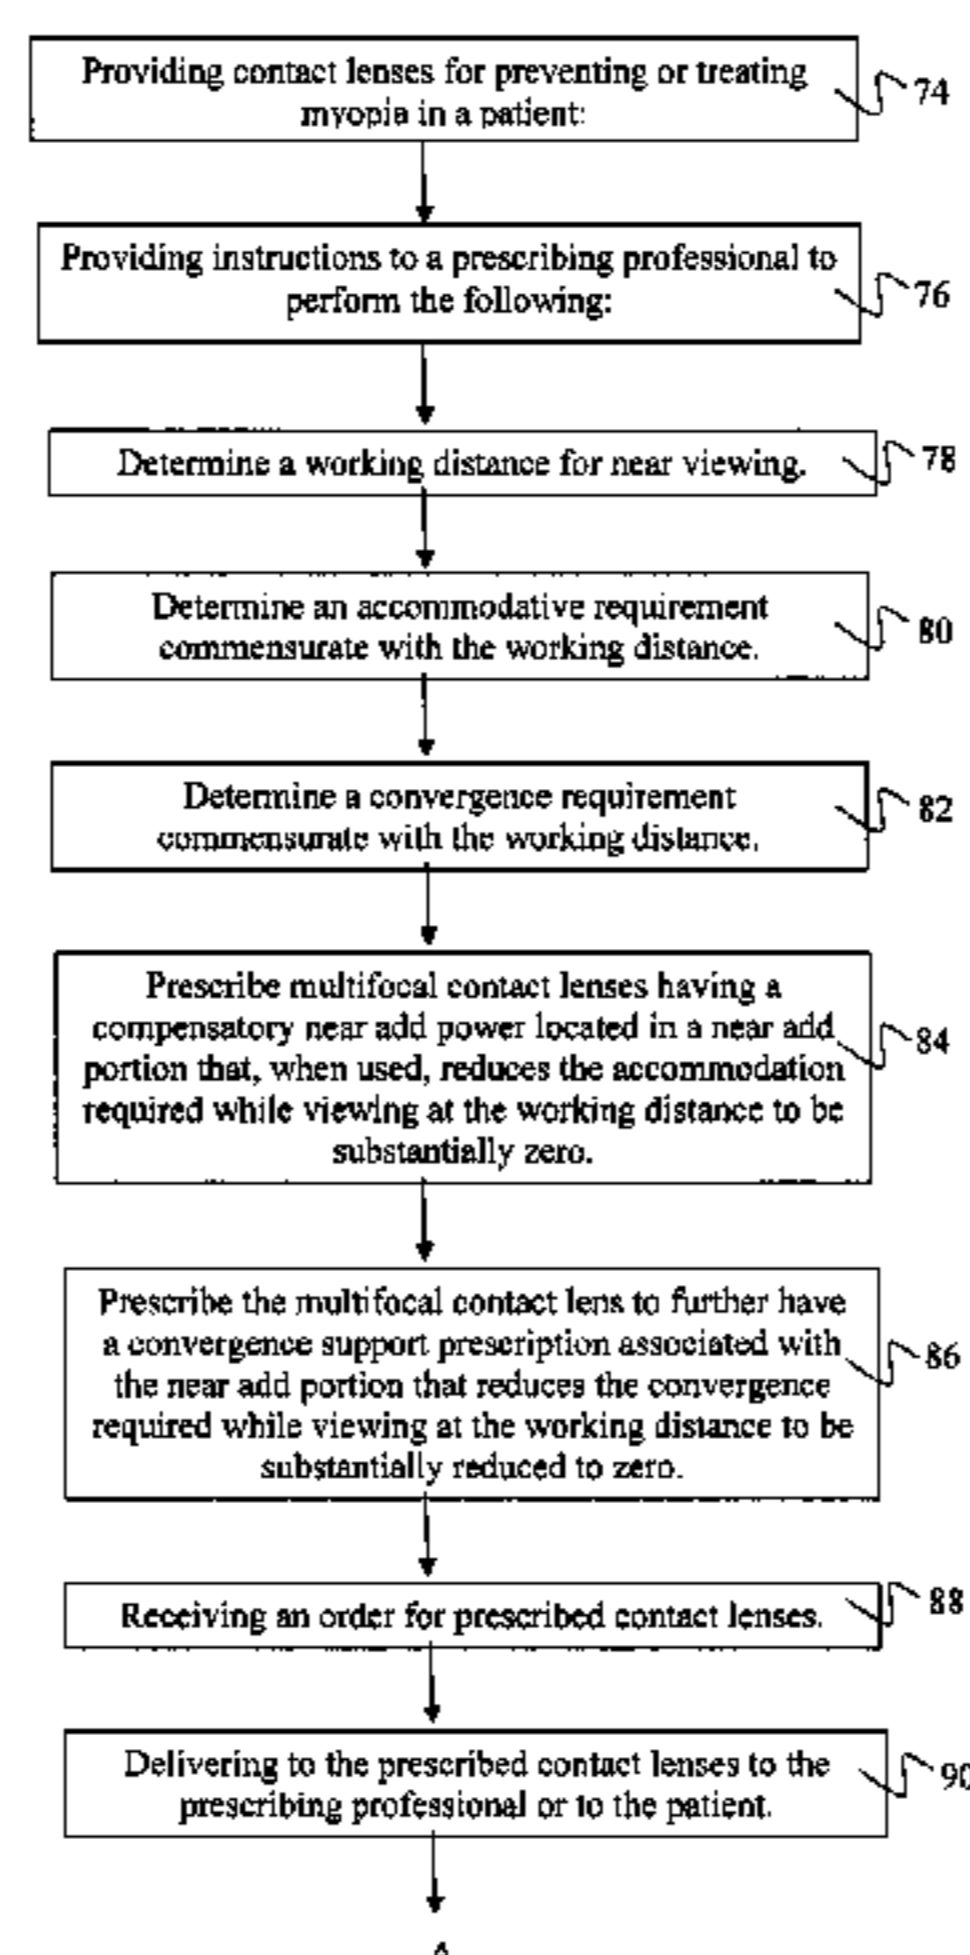 Providing contact lenses for preventing or treating
myopia in a patient:
74
Providing instructions to a prescribing professional to
perform the following:
76
Determine a working distance for near viewing.
78
Determine an accommodative requirement
commensurate with the working distance.
80
Determine a convergence requirement
commensurate with the working distance.
82
Prescribe multifocal contact lenses having a
compensatory near add power located in a near add
portion that, when used, reduces the accommodation
required while viewing at the working distance to be
substantially zero.
84
Prescribe the multifocal contact lens to further have
a convergence support prescription associated with
the near add portion that reduces the convergence
required while viewing at the working distance to be
substantially reduced to zero.
86
Receiving an order for prescribed contact lenses.
88
Delivering to the prescribed contact lenses to the
prescribing professional or to the patient.
90